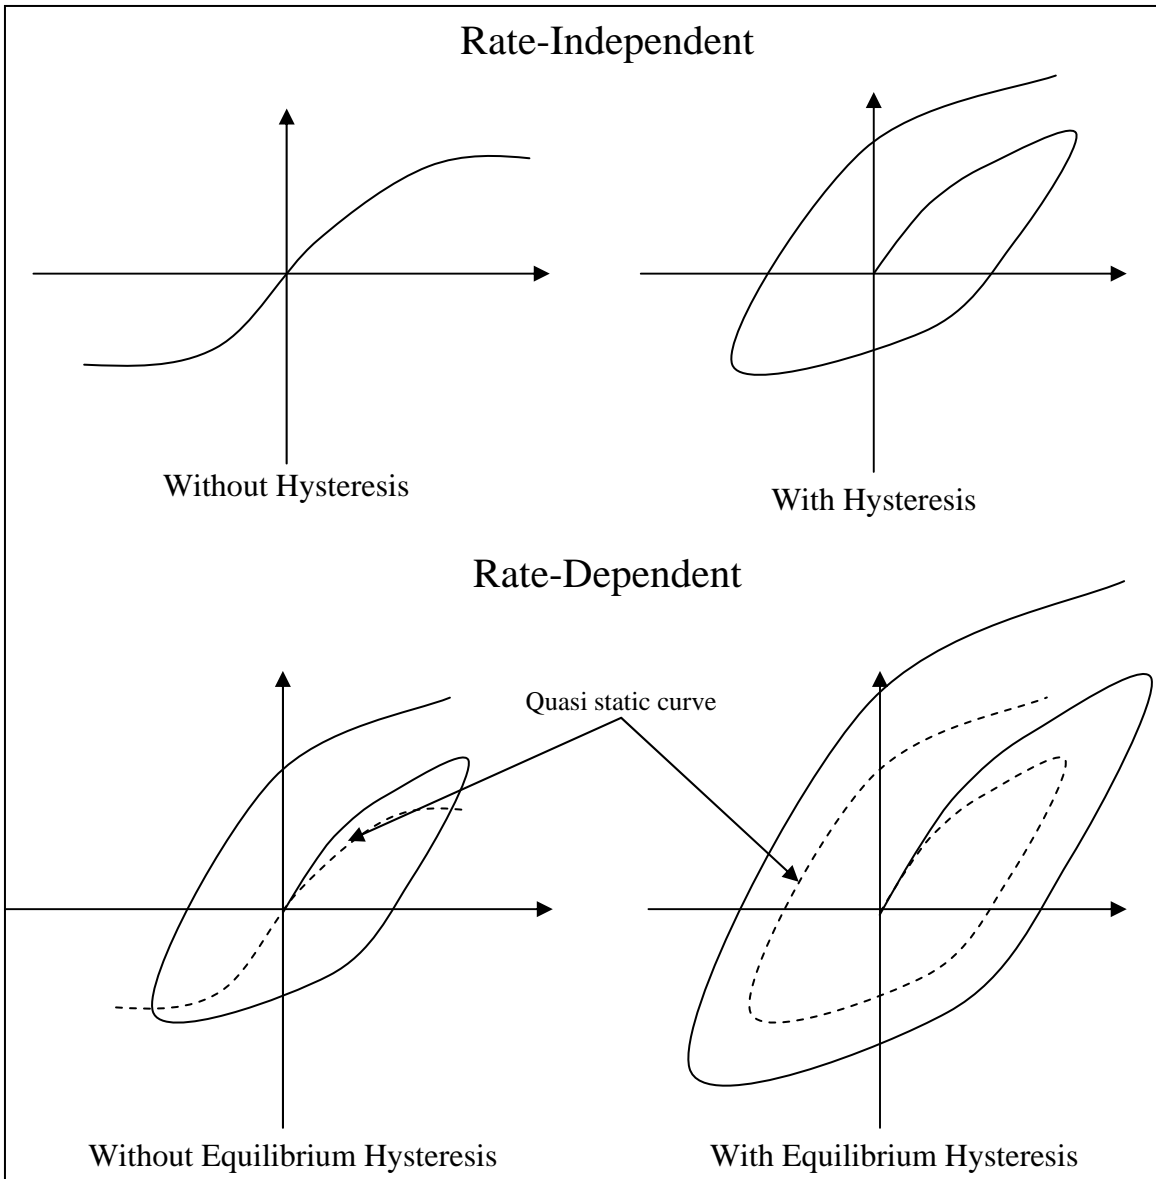 Rate-Independent
Without Hysteresis
With Hysteresis
Rate-Dependent
Quasi static curve
Without Equilibrium Hysteresis
With Equilibrium Hysteresis